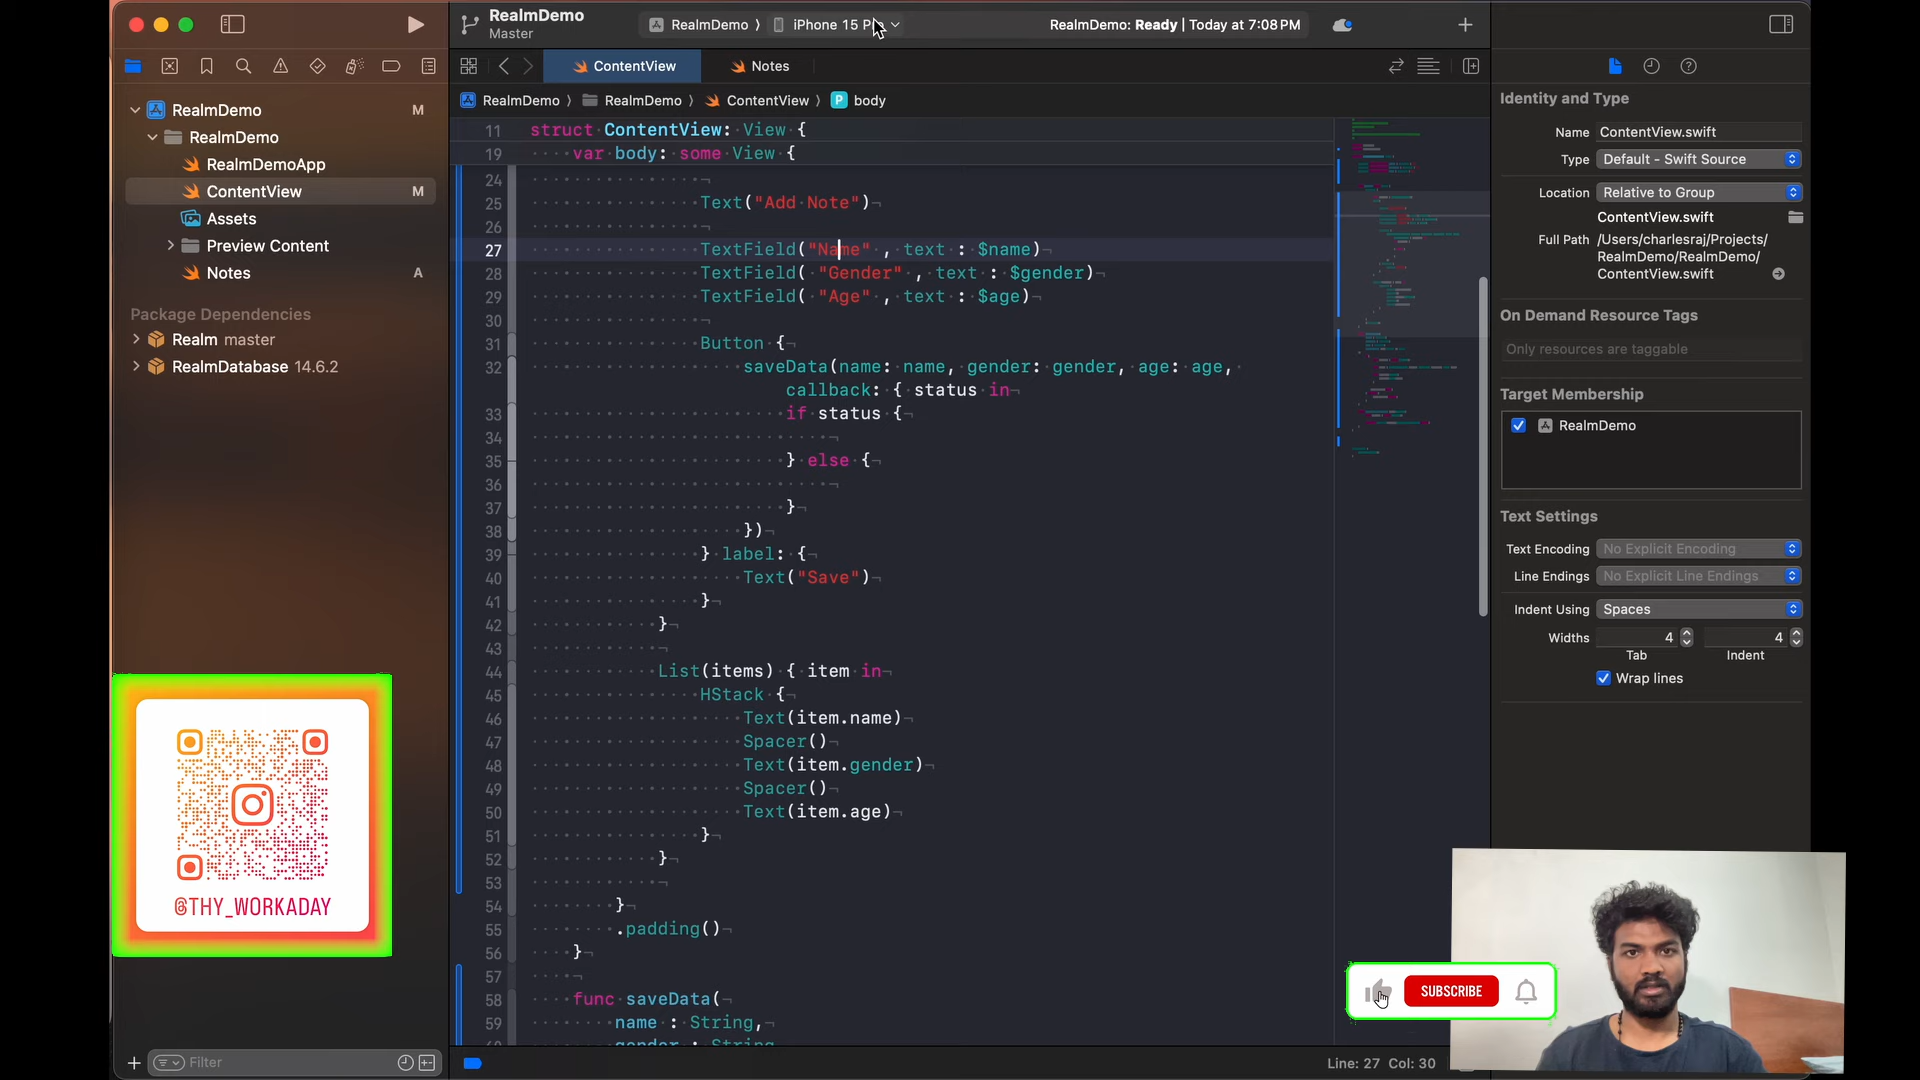 RealmDemo
Master
RealmDemo 〉 iPhone 15
RealmDemo: Ready | Today at 7:08 PM
ContentView
Notes
RealmDemo 〉 RealmDemo 〉 ContentView 〉 P body
RealmDemo M
RealmDemo
RealmDemoApp
ContentView M
Assets
Preview Content
Notes A
Package Dependencies
Realm master
RealmDatabase 14.6.2
@THY_WORKADAY
Filter
11 struct ContentView: View {
19 var body: some View {
24
25 Text("Add Note")
26
27 TextField("Name" , text : $name)
28 TextField( "Gender" , text : $gender)
29 TextField( "Age" , text : $age)
30
31 Button {
32 saveData(name: name, gender: gender, age: age,
callback: { status in
33 if status {
34
35 } else {
36
37 }
38 })
39 } label: {
40 Text("Save")
41 }
42 }
43
44 List(items) { item in
45 HStack {
46 Text(item.name)
47 Spacer()
48 Text(item.gender)
49 Spacer()
50 Text(item.age)
51 }
52 }
53
54 }
55 .padding()
56 }
57
58 func saveData(
59 name : String,
Line: 27 Col: 30
Identity and Type
Name ContentView.swift
Type Default - Swift Source
Location Relative to Group
ContentView.swift
Full Path /Users/charlesraj/Projects/
RealmDemo/RealmDemo/
ContentView.swift
On Demand Resource Tags
Only resources are taggable
Target Membership
RealmDemo
Text Settings
Text Encoding No Explicit Encoding
Line Endings No Explicit Line Endings
Indent Using Spaces
Widths 4 4
Tab Indent
Wrap lines
SUBSCRIBE